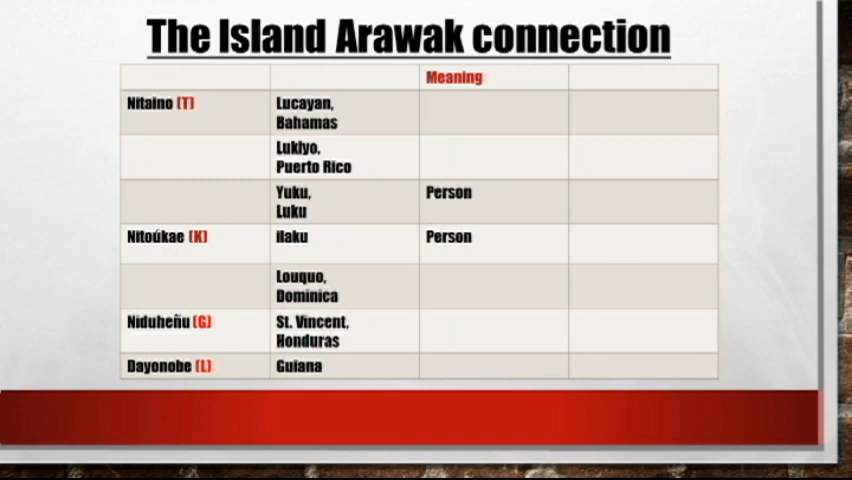 The Island Arawak connection
Meaning
Nitaino (T)
Lucayan,
Bahamas
Lukiyo,
Puerto Rico
Yuku,
Luku
Person
Nitoúkae (K)
ilaku
Person
Louquo,
Dominica
Niduheñu (G)
St. Vincent,
Honduras
Dayonobe (L)
Guiana